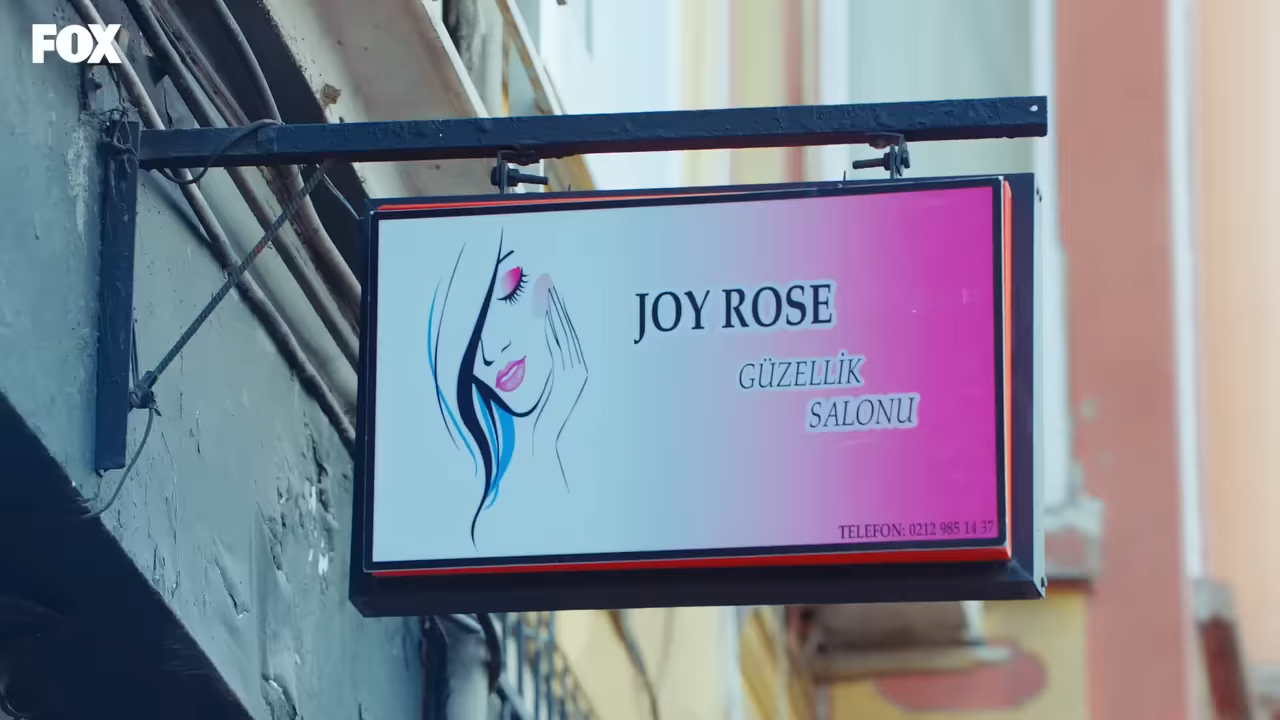 FOX
JOY ROSE
GÜZELLİK
SALONU
TELEFON: 0212 985 14 37